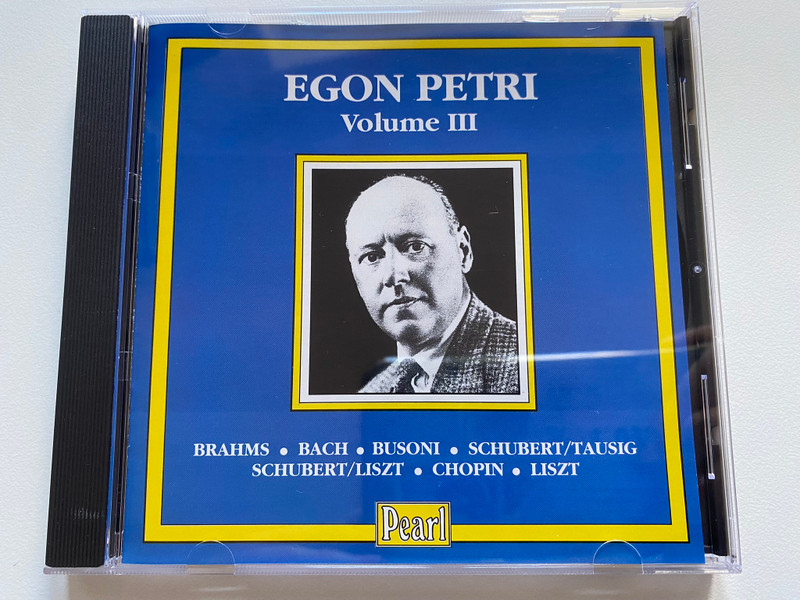 EGON PETRI
Volume III
BRAHMS • BACH • BUSONI • SCHUBERT/TAUSIG
SCHUBERT/LISZT • CHOPIN • LISZT
Pearl